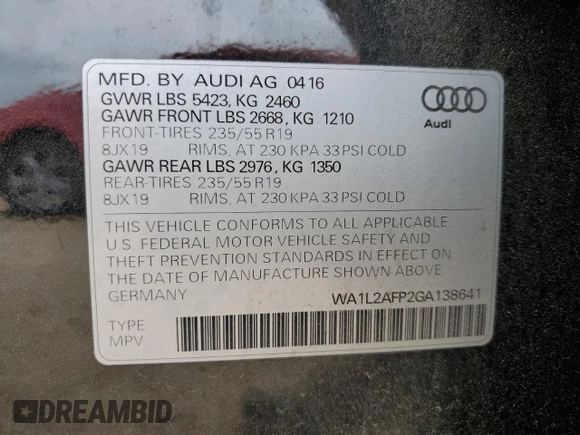 MFD. BY AUDI AG 04 16
GVWR LBS 5423, KG 2460
GAWR FRONT LBS 2668, KG 1210
FRONT-TIRES 235/55 R19
8JX19 RIMS, AT 230 KPA 33 PSI COLD
GAWR REAR LBS 2976, KG 1350
REAR-TIRES 235/55 R19
8JX19 RIMS, AT 230 KPA 33 PSI COLD
Audi
THIS VEHICLE CONFORMS TO ALL APPLICABLE
U.S. FEDERAL MOTOR VEHICLE SAFETY AND
THEFT PREVENTION STANDARDS IN EFFECT ON
THE DATE OF MANUFACTURE SHOWN ABOVE
GERMANY WA1L2AFP2GA138641
TYPE:
MPV
DREAMBID